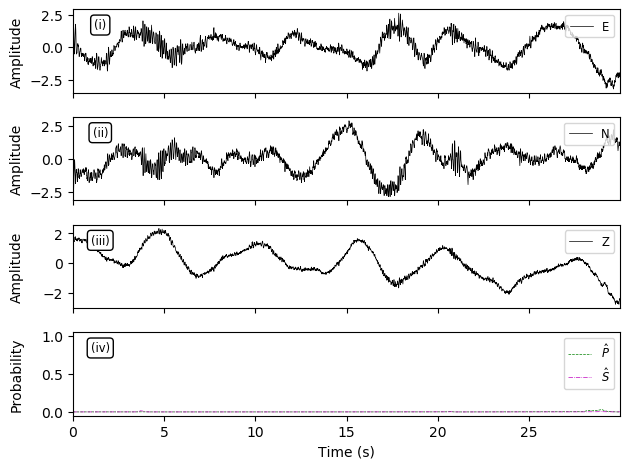 2.5
0.0
−2.5
Amplitude
(i)
E
2.5
0.0
−2.5
Amplitude
(ii)
N
2
0
−2
Amplitude
(iii)
Z
1.0
0.5
0.0
Probability
(iv)
P̂
Ŝ
0 5 10 15 20 25
Time (s)